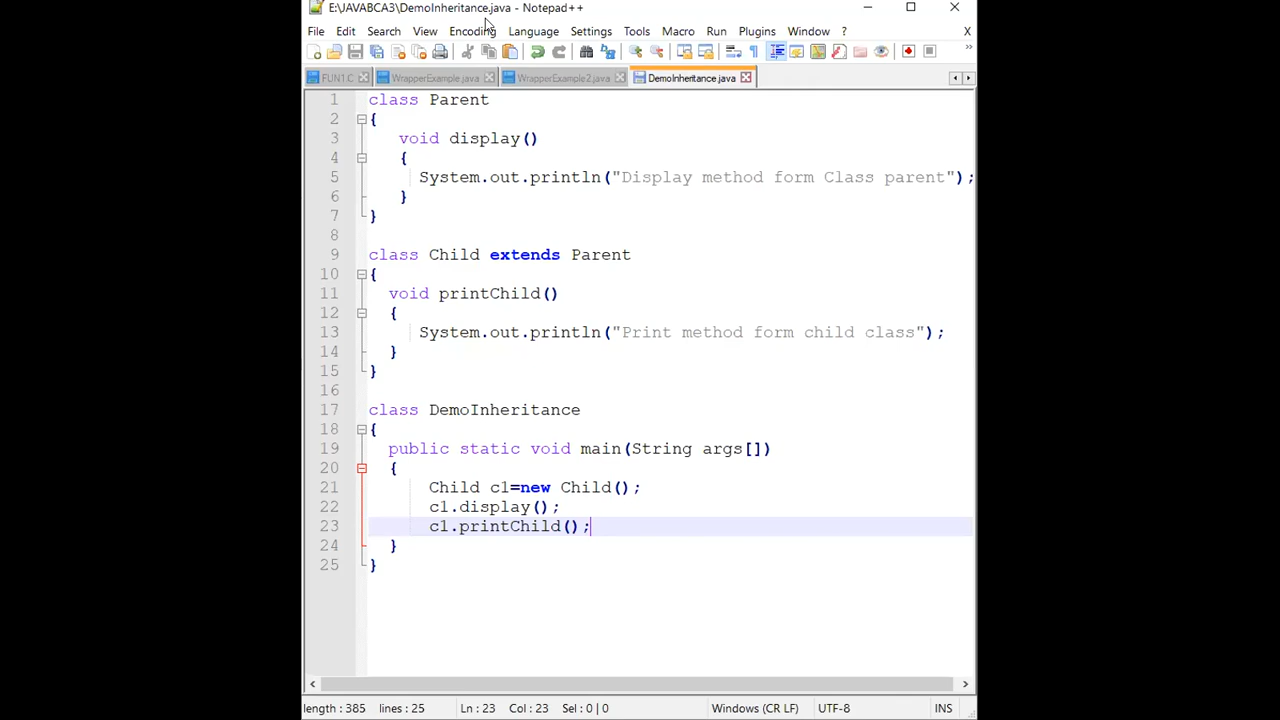 E:\JAVABCA3\DemoInheritance.java - Notepad++
File Edit Search View Encoding Language Settings Tools Macro Run Plugins Window ? X
FUN1.C WrapperExample.java WrapperExample2.java DemoInheritance.java
1 class Parent
2 {
3 void display()
4 {
5 System.out.println("Display method form Class parent");
6 }
7 }
8
9 class Child extends Parent
10 {
11 void printChild()
12 {
13 System.out.println("Print method form child class");
14 }
15 }
16
17 class DemoInheritance
18 {
19 public static void main(String args[])
20 {
21 Child c1=new Child();
22 c1.display();
23 c1.printChild();
24 }
25 }
length : 385 lines : 25 Ln : 23 Col : 23 Sel : 0 | 0 Windows (CR LF) UTF-8 INS